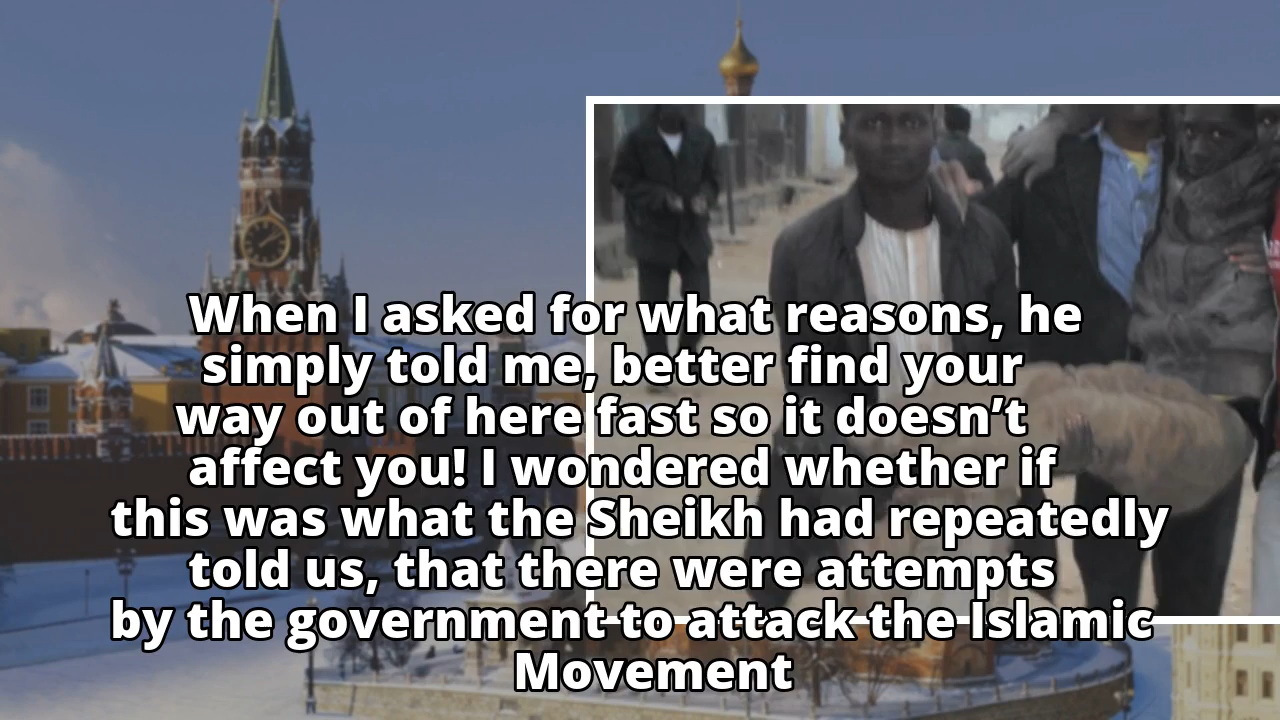 When I asked for what reasons, he
simply told me, better find your
way out of here fast so it doesn’t
affect you! I wondered whether if
this was what the Sheikh had repeatedly
told us, that there were attempts
by the government to attack the Islamic
Movement